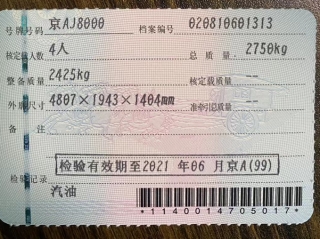 号牌号码 京AJ8000 档案编号 020810601313
核定载人数 4人 总质量 2750kg
整备质量 2425kg 核定载质量 --
外廓尺寸 4807×1943×1404mm 准牵引总质量 --
备注
检验有效期至2021 年06 月京A(99)
检验记录
汽油
*1140014705017*